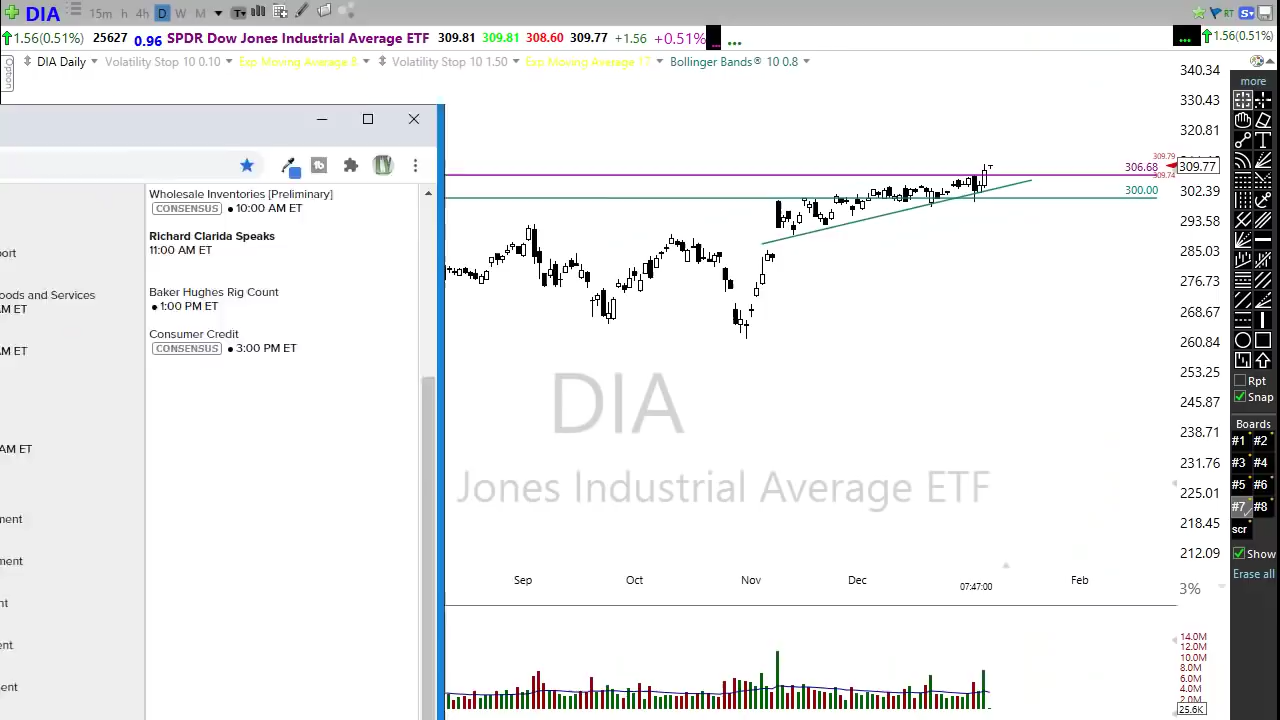 DIA
15m h 4h D W M T
RT S
1.56(0.51%) 25627 0.96 SPDR Dow Jones Industrial Average ETF 309.81 309.81 308.60 309.77 +1.56 +0.51% ... ... 1.56(0.51%)
Option
DIA Daily Volatility Stop 10 0.10 Exp Moving Average 8 Volatility Stop 10 1.50 Exp Moving Average 17 Bollinger Bands® 10 0.8
Wholesale Inventories [Preliminary]
CONSENSUS • 10:00 AM ET
Richard Clarida Speaks
11:00 AM ET
Baker Hughes Rig Count
• 1:00 PM ET
Consumer Credit
CONSENSUS • 3:00 PM ET
port
oods and Services
AM ET
AM ET
AM ET
ment
ment
nt
ent
ment
340.34
330.43
320.81
309.79
306.68
309.77
309.74
302.39
300.00
293.58
285.03
276.73
268.67
260.84
253.25
245.87
238.71
231.76
225.01
218.45
212.09
DIA
Jones Industrial Average ETF
Sep Oct Nov Dec 07:47:00 Feb
3%
14.0M
12.0M
10.0M
8.0M
6.0M
4.0M
2.0M
25.6K
more
T
Rpt
Snap
Boards
#1 #2
#3 #4
#5 #6
#7 #8
scr
Show
Erase all